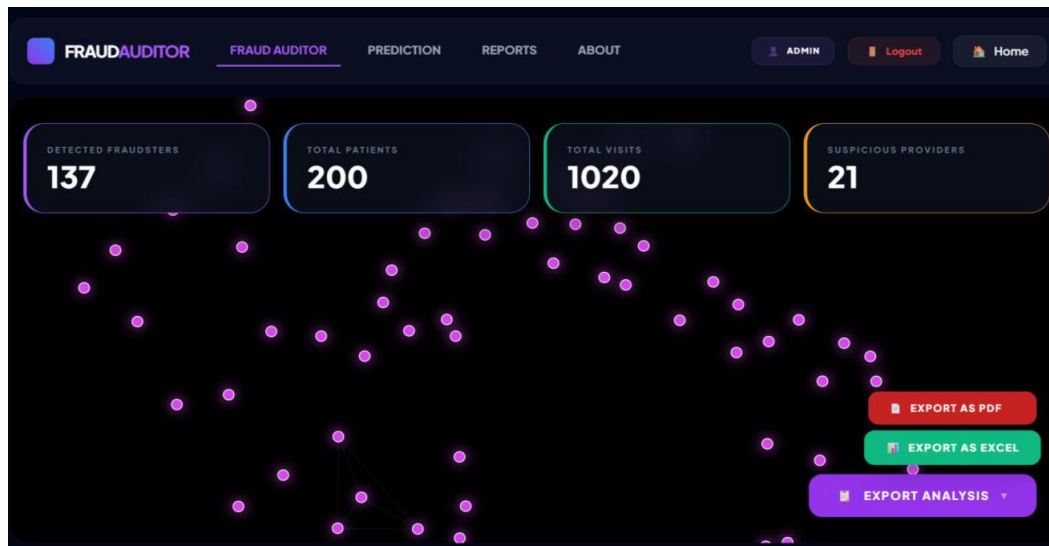 FRAUDAUDITOR FRAUD AUDITOR PREDICTION REPORTS ABOUT ADMIN Logout Home
DETECTED FRAUDSTERS
137
TOTAL PATIENTS
200
TOTAL VISITS
1020
SUSPICIOUS PROVIDERS
21
EXPORT AS PDF
EXPORT AS EXCEL
EXPORT ANALYSIS